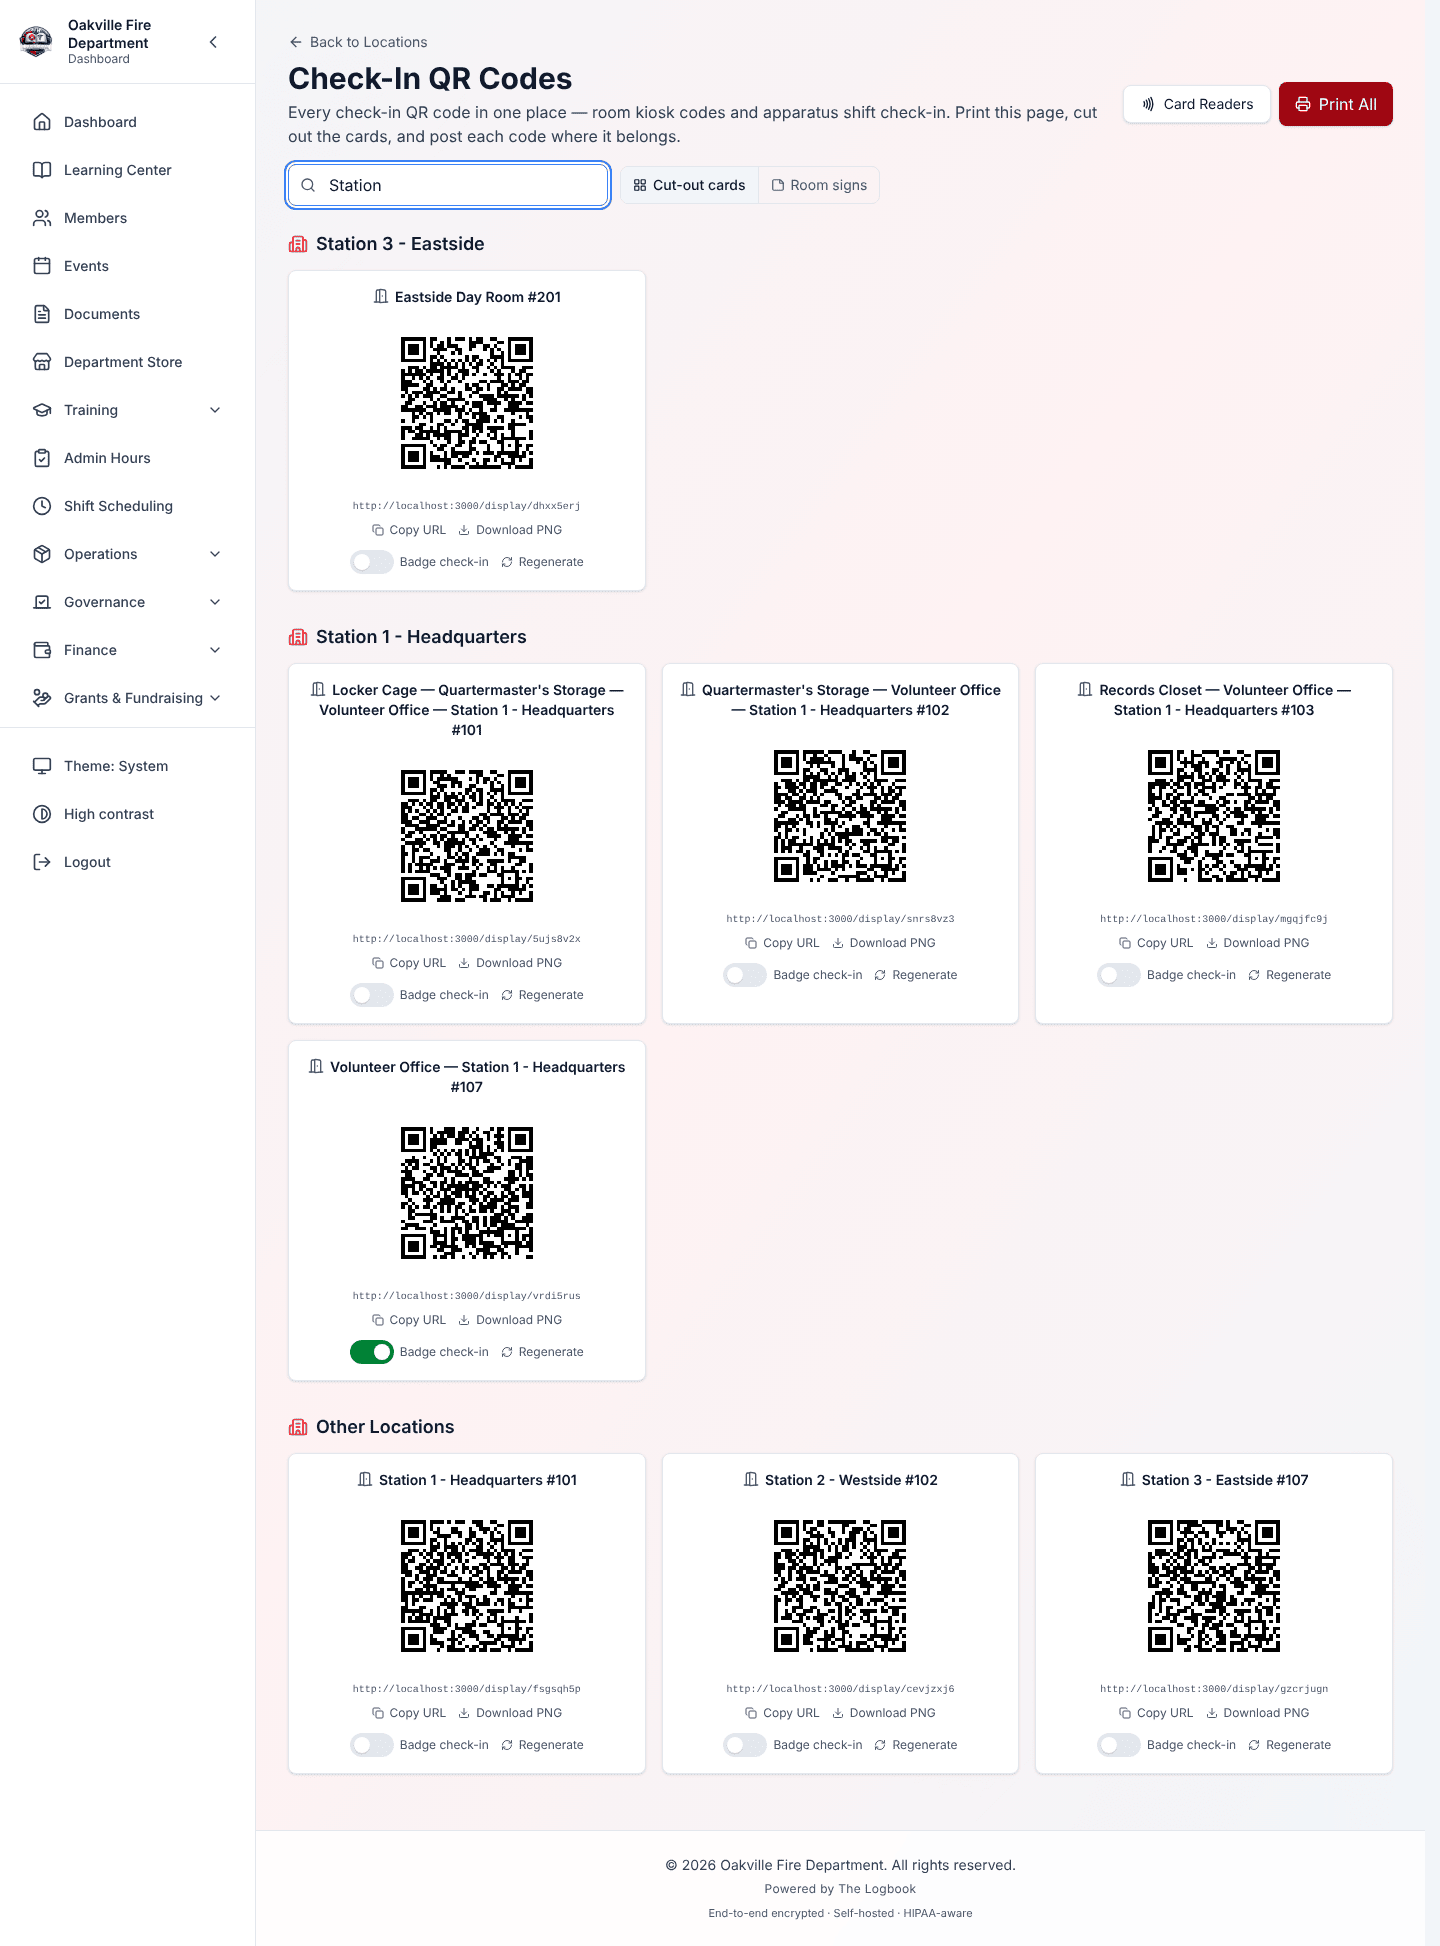 Oakville Fire
Department
Dashboard
Dashboard
Learning Center
Members
Events
Documents
Department Store
Training
Admin Hours
Shift Scheduling
Operations
Governance
Finance
Grants & Fundraising
Theme: System
High contrast
Logout
Back to Locations
Check-In QR Codes
Every check-in QR code in one place — room kiosk codes and apparatus shift check-in. Print this page, cut
out the cards, and post each code where it belongs.
Card Readers
Print All
Station
Cut-out cards
Room signs
Station 3 - Eastside
Eastside Day Room #201
http://localhost:3000/display/dhxx5erj
Copy URL Download PNG
Badge check-in Regenerate
Station 1 - Headquarters
Locker Cage — Quartermaster's Storage —
Volunteer Office — Station 1 - Headquarters
#101
http://localhost:3000/display/5ujs8v2x
Copy URL Download PNG
Badge check-in Regenerate
Quartermaster's Storage — Volunteer Office
— Station 1 - Headquarters #102
http://localhost:3000/display/snrs8vz3
Copy URL Download PNG
Badge check-in Regenerate
Records Closet — Volunteer Office —
Station 1 - Headquarters #103
http://localhost:3000/display/mgqjfc9j
Copy URL Download PNG
Badge check-in Regenerate
Volunteer Office — Station 1 - Headquarters
#107
http://localhost:3000/display/vrdi5rus
Copy URL Download PNG
Badge check-in Regenerate
Other Locations
Station 1 - Headquarters #101
http://localhost:3000/display/fsgsqh5p
Copy URL Download PNG
Badge check-in Regenerate
Station 2 - Westside #102
http://localhost:3000/display/cevjzxj6
Copy URL Download PNG
Badge check-in Regenerate
Station 3 - Eastside #107
http://localhost:3000/display/gzcrjugn
Copy URL Download PNG
Badge check-in Regenerate
© 2026 Oakville Fire Department. All rights reserved.
Powered by The Logbook
End-to-end encrypted · Self-hosted · HIPAA-aware